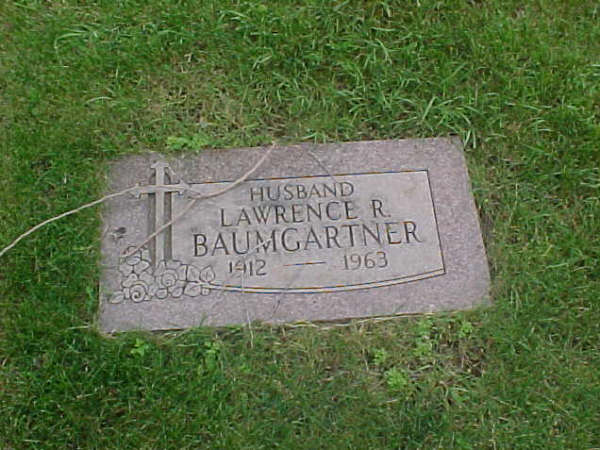 HUSBAND
LAWRENCE R.
BAUMGARTNER
1912 — 1963